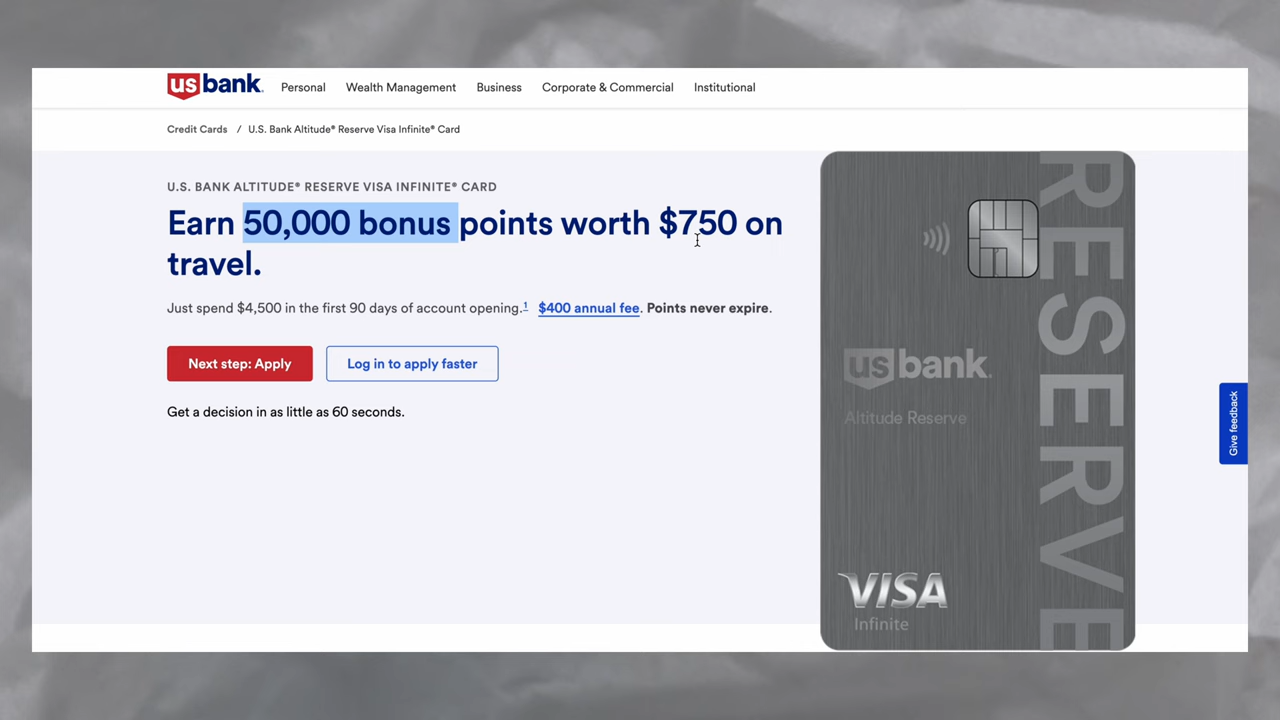 usbank. Personal Wealth Management Business Corporate & Commercial Institutional
Credit Cards / U.S. Bank Altitude® Reserve Visa Infinite® Card
U.S. BANK ALTITUDE® RESERVE VISA INFINITE® CARD
Earn 50,000 bonus points worth $750 on
travel.
Just spend $4,500 in the first 90 days of account opening.¹ $400 annual fee. Points never expire.
Next step: Apply Log in to apply faster
Get a decision in as little as 60 seconds.
RESERVE
usbank.
Altitude Reserve
VISA
Infinite
Give feedback